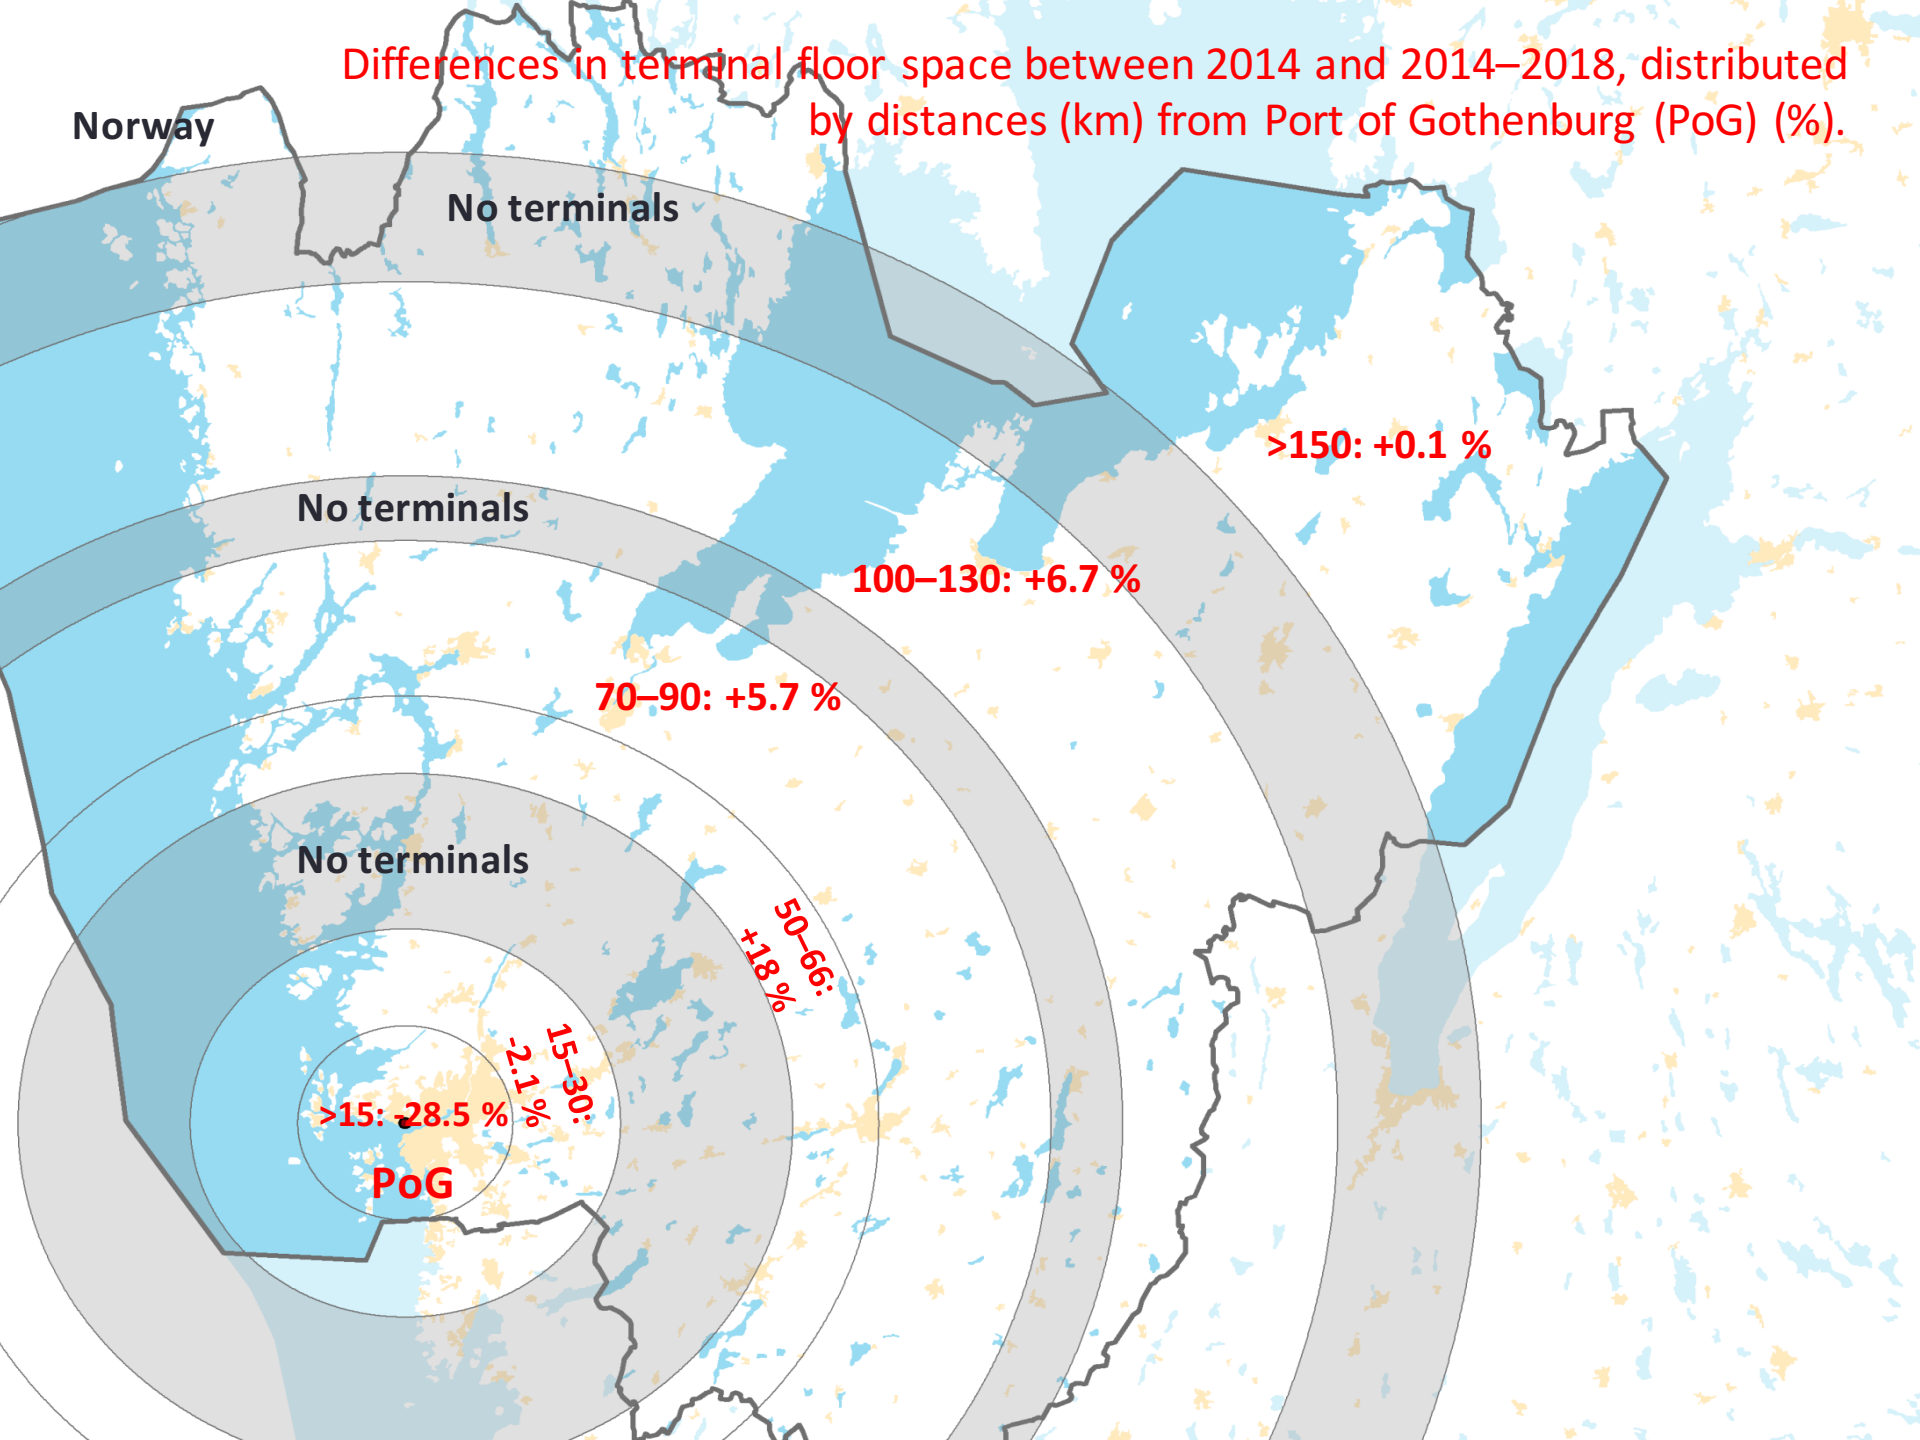 Differences in terminal floor space between 2014 and 2014–2018, distributed
by distances (km) from Port of Gothenburg (PoG) (%).
Norway
No terminals
>150: +0.1 %
No terminals
100–130: +6.7 %
70–90: +5.7 %
No terminals
50–66:
+18 %
15–30:
-2.1 %
>15: -28.5 %
PoG